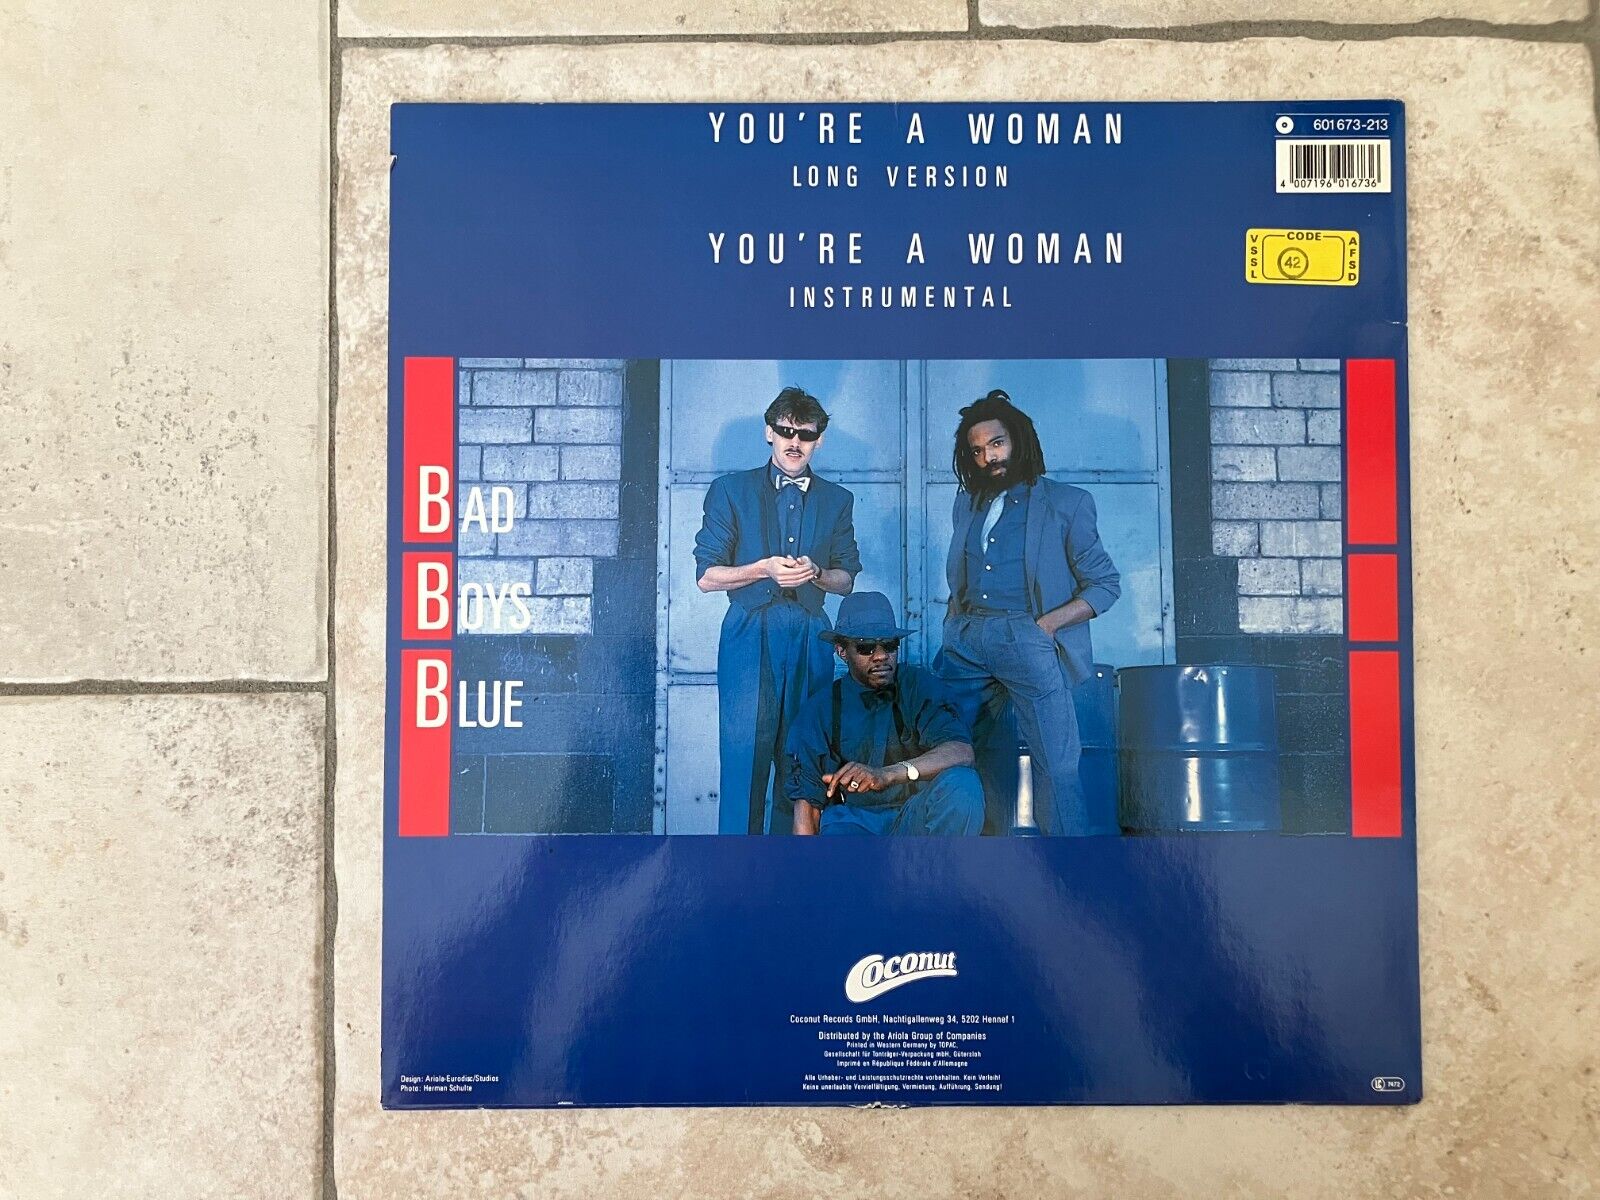 YOU'RE A WOMAN
LONG VERSION
YOU'RE A WOMAN
INSTRUMENTAL
601673-213
4 007196 016736
VSSL
CODE
42
AFSD
BAD
BOYS
BLUE
Coconut
Coconut Records GmbH, Nachtigallenweg 34, 5202 Hennef 1
Distributed by the Ariola Group of Companies
Printed in Western Germany by TOPAC,
Gesellschaft für Tonträger-Verpackung mbH, Gütersloh
Imprimé en République Fédérale d'Allemagne
Alle Urheber- und Leistungsschutzrechte vorbehalten. Kein Verleih!
Keine unerlaubte Vervielfältigung, Vermietung, Aufführung, Sendung!
Design: Ariola-Eurodisc/Studios
Photo: Herman Schulte
LC 7472